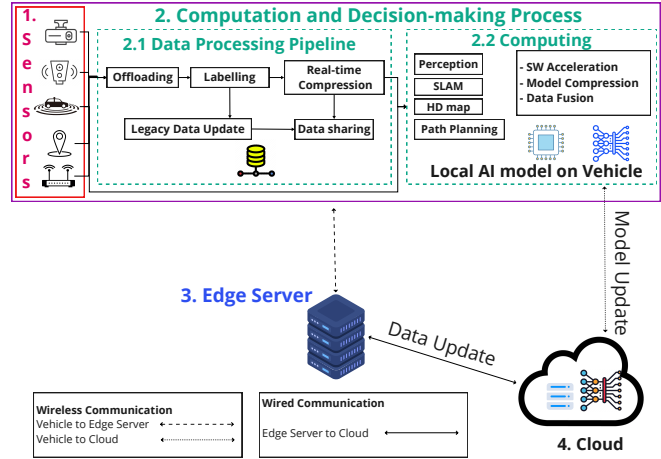 1.
S
e
n
s
o
r
s
2. Computation and Decision-making Process
2.1 Data Processing Pipeline
Offloading
Labelling
Real-time
Compression
Legacy Data Update
Data sharing
2.2 Computing
Perception
SLAM
HD map
Path Planning
- SW Acceleration
- Model Compression
- Data Fusion
Local AI model on Vehicle
3. Edge Server
Data Update
Model Update
4. Cloud
Wireless Communication
Vehicle to Edge Server
Vehicle to Cloud
Wired Communication
Edge Server to Cloud